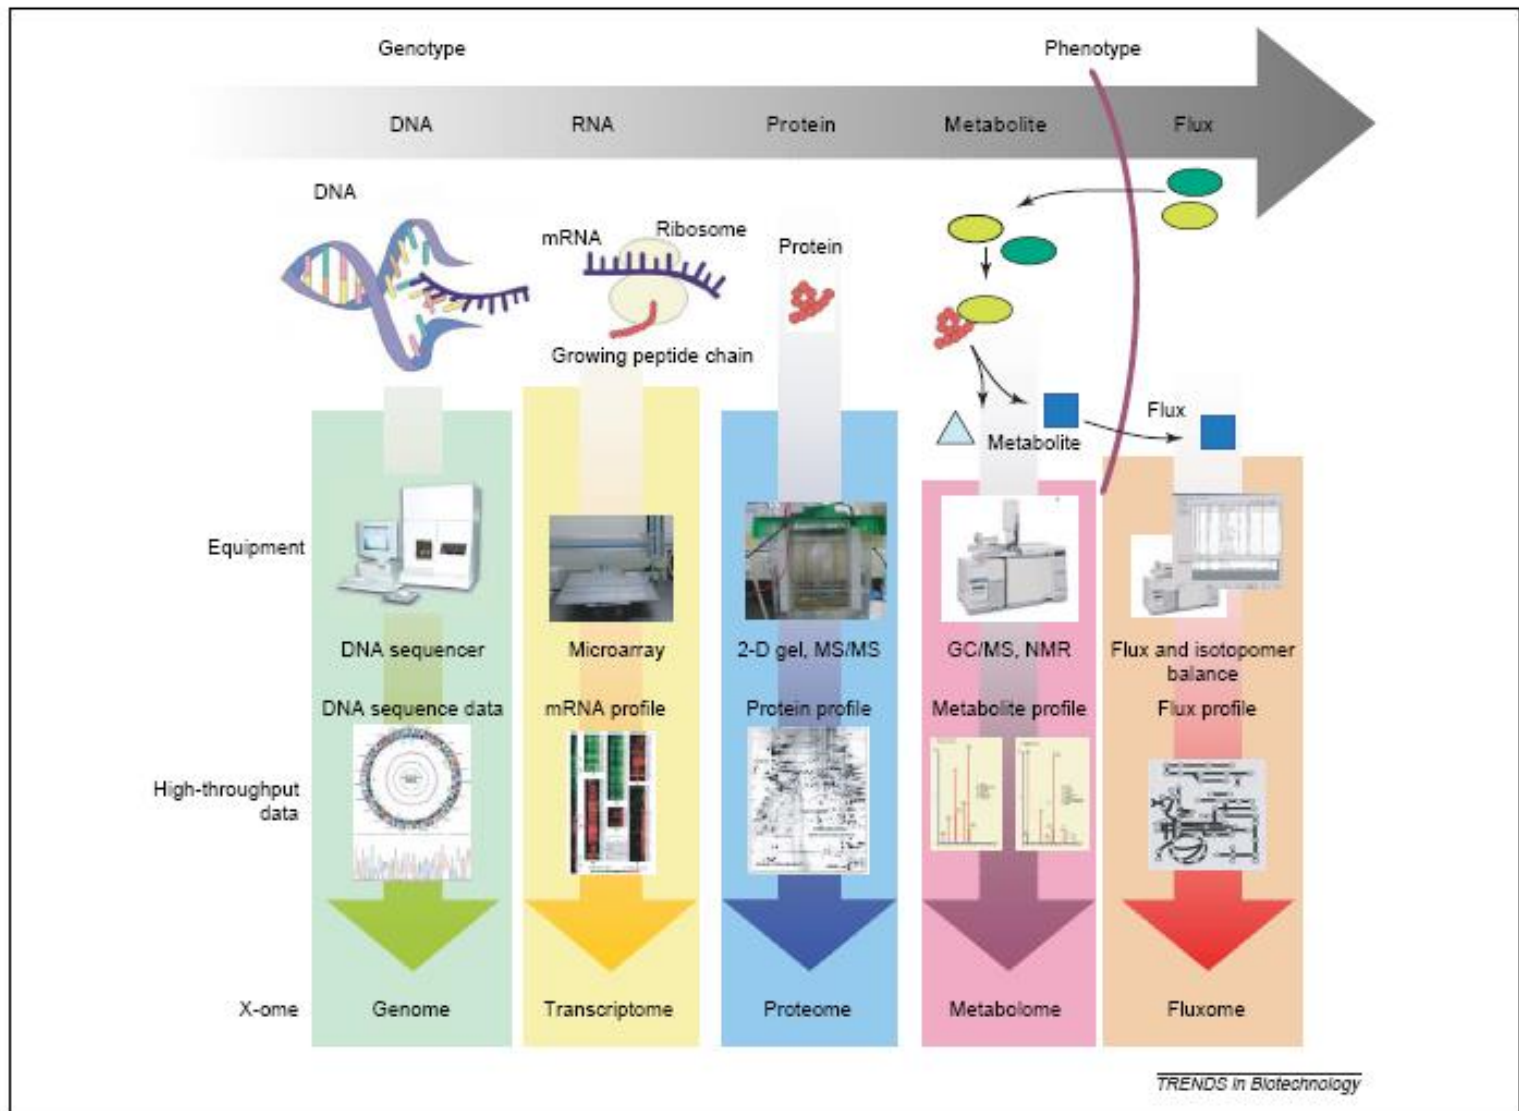 Genotype
Phenotype
DNA
RNA
Protein
Metabolite
Flux
DNA
mRNA
Ribosome
Growing peptide chain
Protein
Metabolite
Flux
Equipment
DNA sequencer
Microarray
2-D gel, MS/MS
GC/MS, NMR
Flux and isotopomer
balance
DNA sequence data
mRNA profile
Protein profile
Metabolite profile
Flux profile
High-throughput
data
X-ome
Genome
Transcriptome
Proteome
Metabolome
Fluxome
TRENDS in Biotechnology